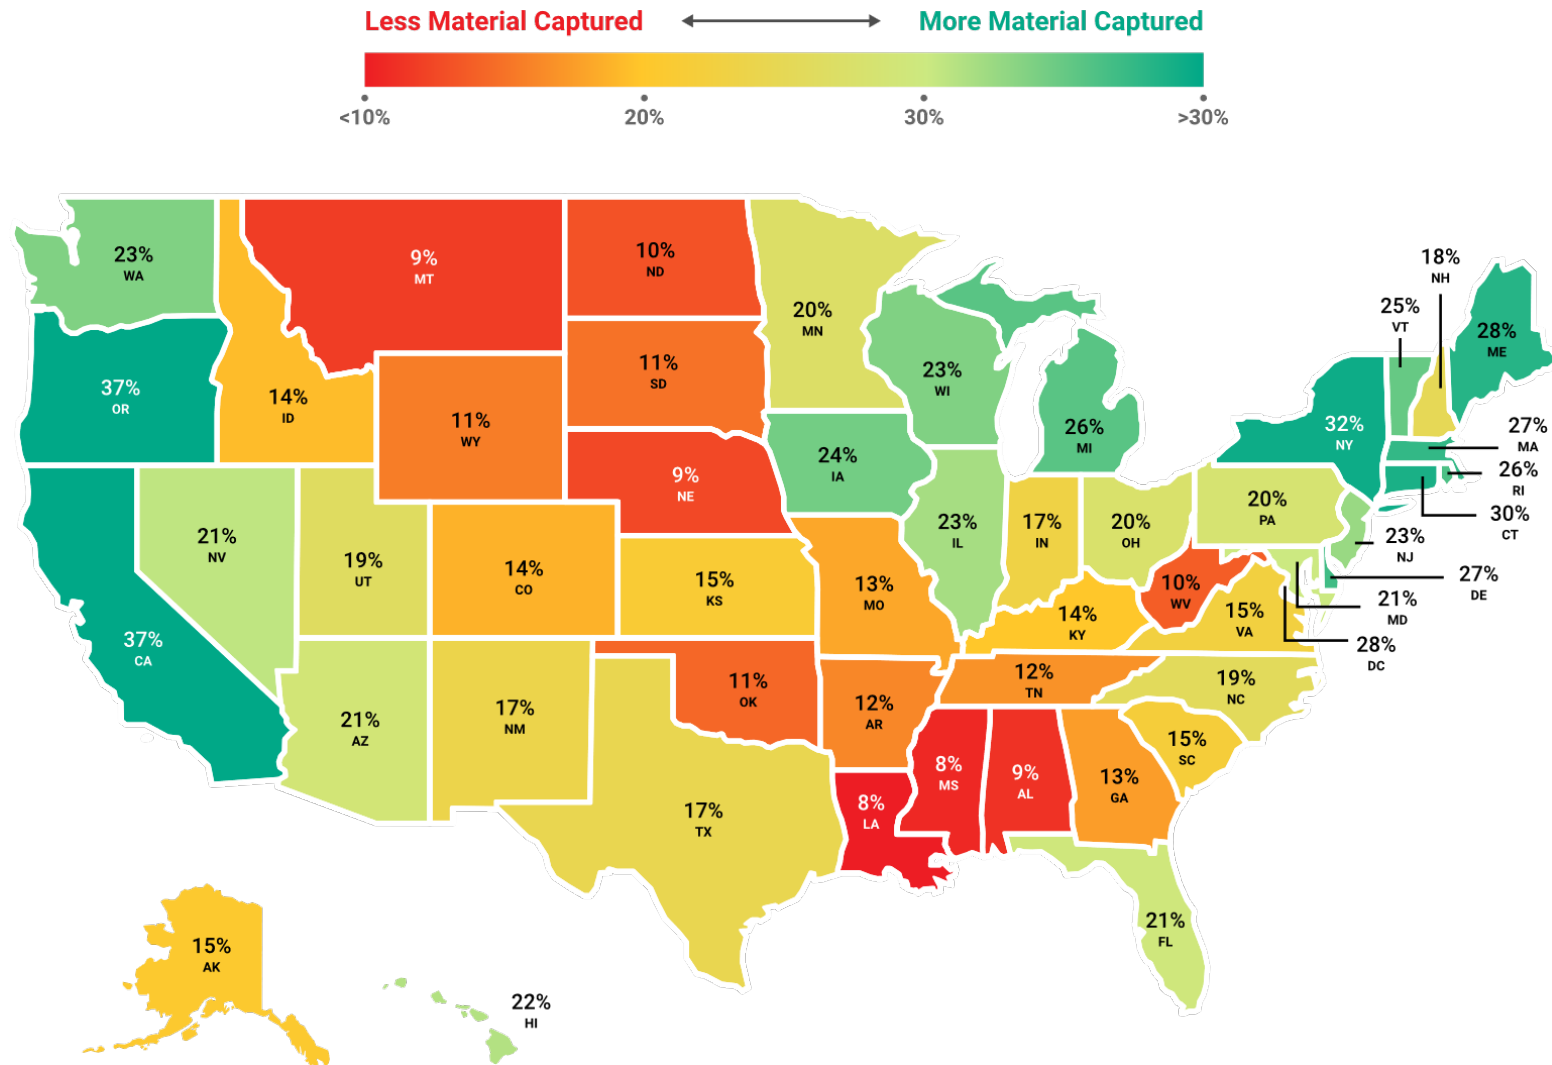 Less Material Captured
More Material Captured
<10%
20%
30%
>30%
23%
WA
9%
MT
10%
ND
20%
MN
18%
NH
25%
VT
28%
ME
37%
OR
14%
ID
11%
WY
11%
SD
23%
WI
26%
MI
32%
NY
27%
MA
26%
RI
30%
CT
9%
NE
24%
IA
20%
PA
23%
NJ
21%
NV
19%
UT
14%
CO
15%
KS
13%
MO
23%
IL
17%
IN
20%
OH
10%
WV
27%
DE
21%
MD
28%
DC
37%
CA
14%
KY
15%
VA
21%
AZ
17%
NM
11%
OK
12%
AR
12%
TN
19%
NC
17%
TX
8%
LA
8%
MS
9%
AL
13%
GA
15%
SC
21%
FL
15%
AK
22%
HI